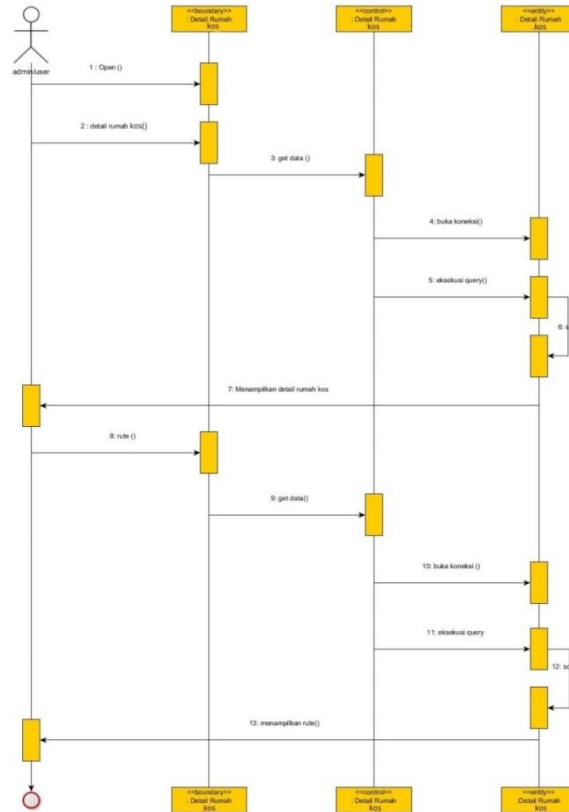 <<boundary>>
: Detail Rumah
kos
<<control>>
: Detail Rumah
kos
<<entity>>
: Detail Rumah
kos
admin/user
1 : Open ()
2 : detail rumah kos()
3: get data ()
4: buka koneksi()
5: eksekusi query()
6: s
7: Menampilkan detail rumah kos
8: rute ()
9: get data()
10: buka koneksi ()
11: eksekusi query
12: so
13: menampilkan rute()
<<boundary>>
: Detail Rumah
kos
<<control>>
: Detail Rumah
kos
<<entity>>
:Detail Rumah
kos